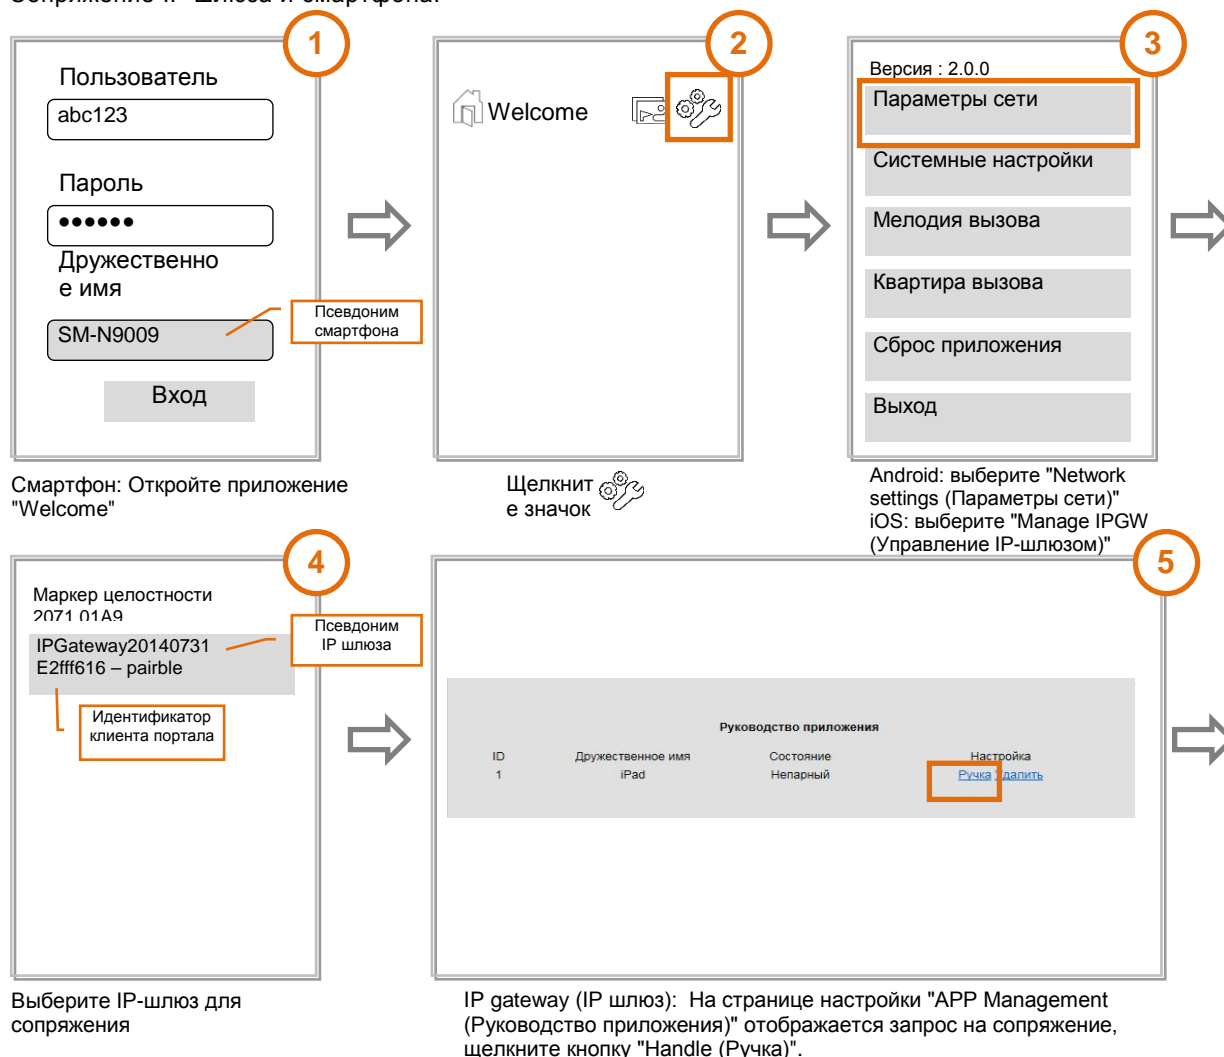 Сопряжение IP шлюза и смартфона:
1
Пользователь
abc123
Пароль
••••••
Дружественно
е имя
SM-N9009
Псевдоним
смартфона
Вход
Смартфон: Откройте приложение
"Welcome"
2
Welcome
Щелкнит
е значок
3
Версия : 2.0.0
Параметры сети
Системные настройки
Мелодия вызова
Квартира вызова
Сброс приложения
Выход
Android: выберите "Network
settings (Параметры сети)"
iOS: выберите "Manage IPGW
(Управление IP-шлюзом)"
4
Маркер целостности
2071 01A9
IPGateway20140731
E2fff616 – pairble
Псевдоним
IP шлюза
Идентификатор
клиента портала
Выберите IP-шлюз для
сопряжения
5
Руководство приложения
ID Дружественное имя Состояние Настройка
1 iPad Непарный Ручка Удалить
IP gateway (IP шлюз): На странице настройки "APP Management
(Руководство приложения)" отображается запрос на сопряжение,
щелкните кнопку "Handle (Ручка)".